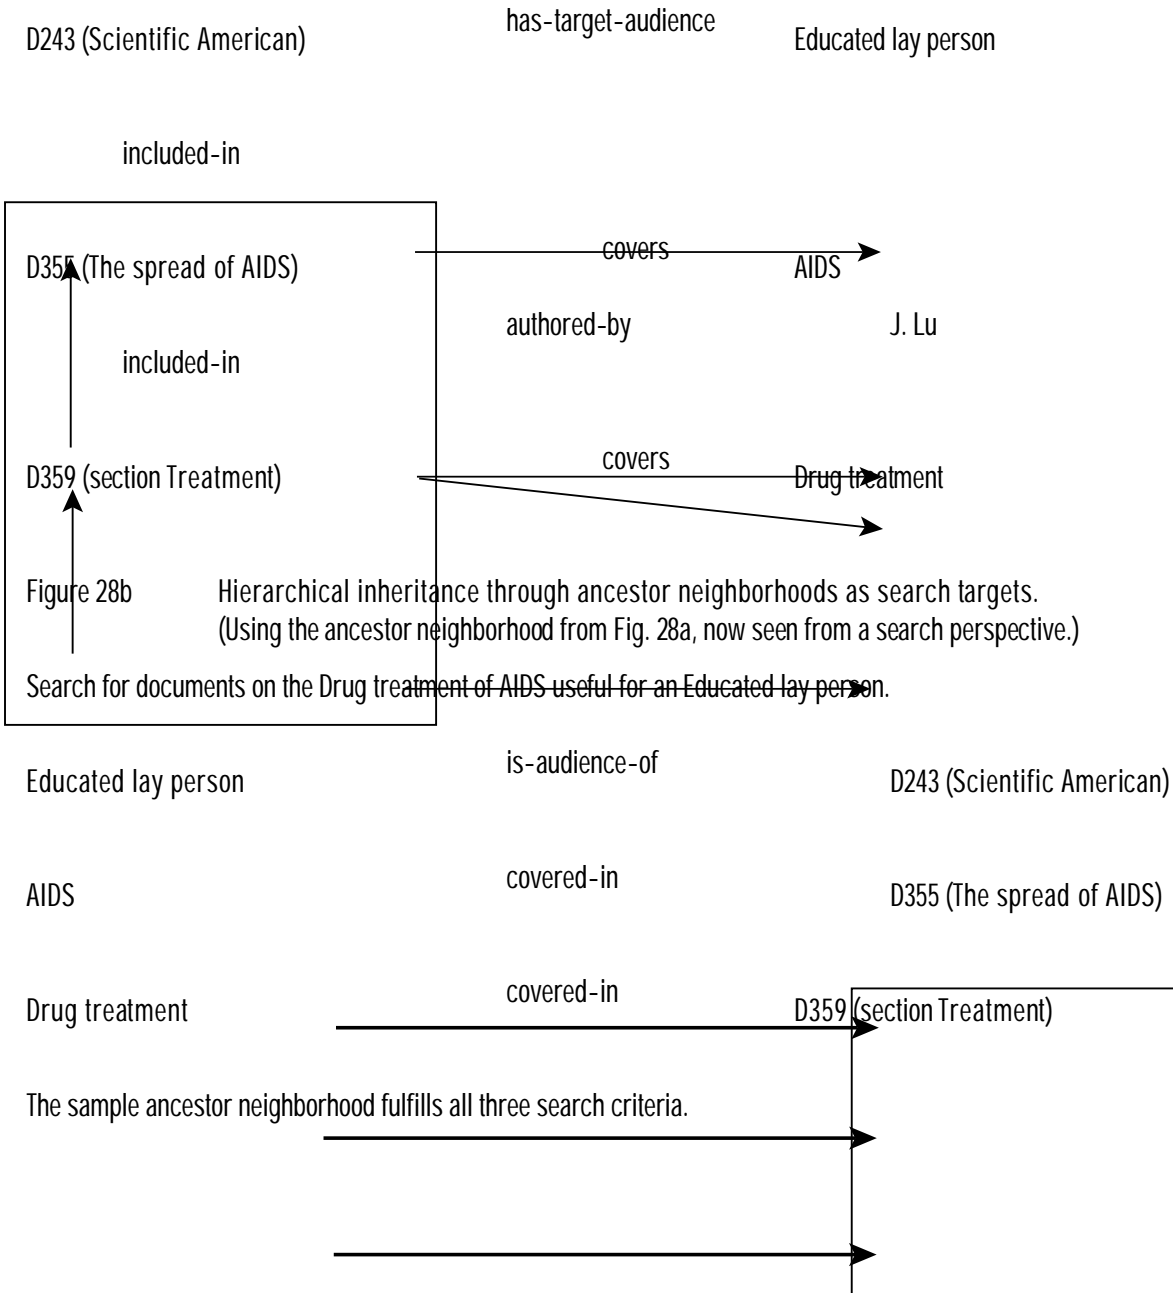 D243 (Scientific American) has-target-audience Educated lay person
included-in
D355 (The spread of AIDS) covers AIDS
authored-by J. Lu
included-in
D359 (section Treatment) covers Drug treatment
Figure 28b Hierarchical inheritance through ancestor neighborhoods as search targets.
(Using the ancestor neighborhood from Fig. 28a, now seen from a search perspective.)
Search for documents on the Drug treatment of AIDS useful for an Educated lay person.
Educated lay person is-audience-of D243 (Scientific American)
AIDS covered-in D355 (The spread of AIDS)
Drug treatment covered-in D359 (section Treatment)
The sample ancestor neighborhood fulfills all three search criteria.